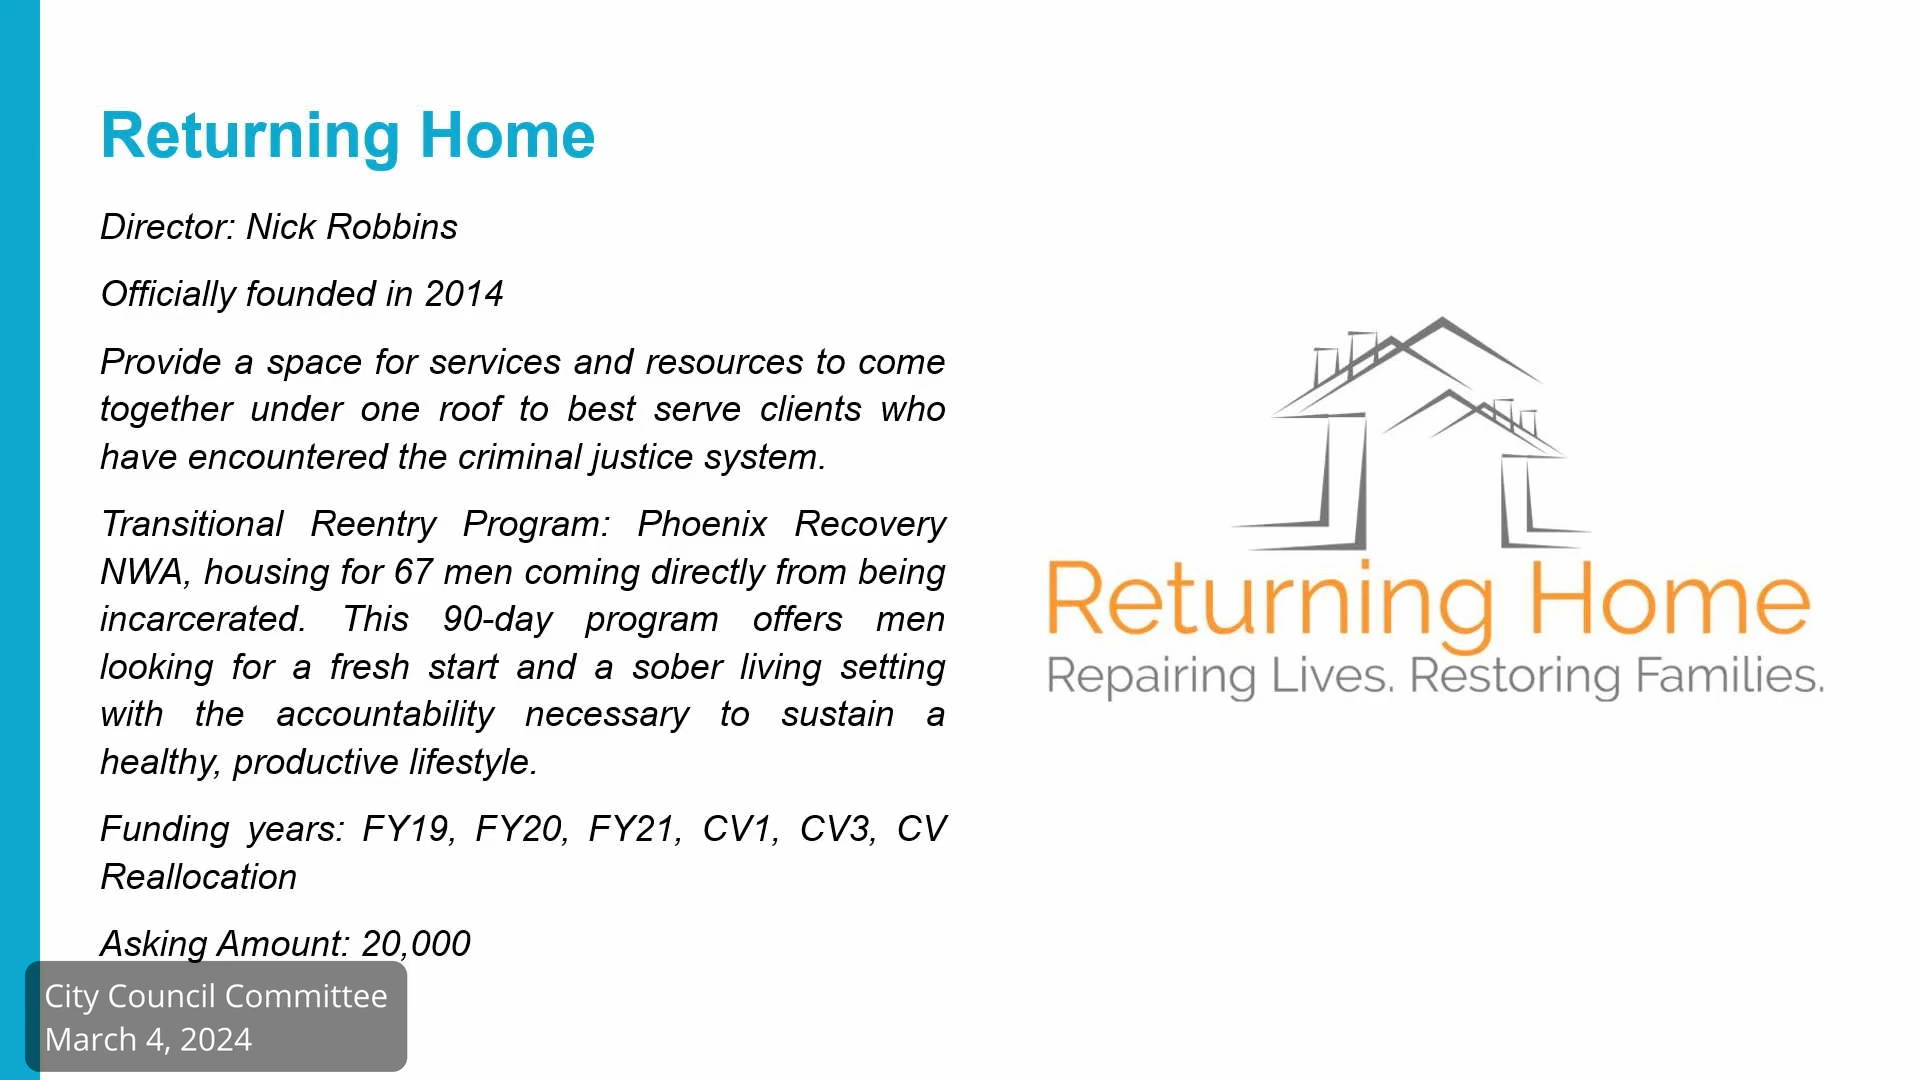 Returning Home
Director: Nick Robbins
Officially founded in 2014
Provide a space for services and resources to come
together under one roof to best serve clients who
have encountered the criminal justice system.
Transitional Reentry Program: Phoenix Recovery
NWA, housing for 67 men coming directly from being
incarcerated. This 90-day program offers men
looking for a fresh start and a sober living setting
with the accountability necessary to sustain a
healthy, productive lifestyle.
Funding years: FY19, FY20, FY21, CV1, CV3, CV
Reallocation
Asking Amount: 20,000
City Council Committee
March 4, 2024
Returning Home
Repairing Lives. Restoring Families.